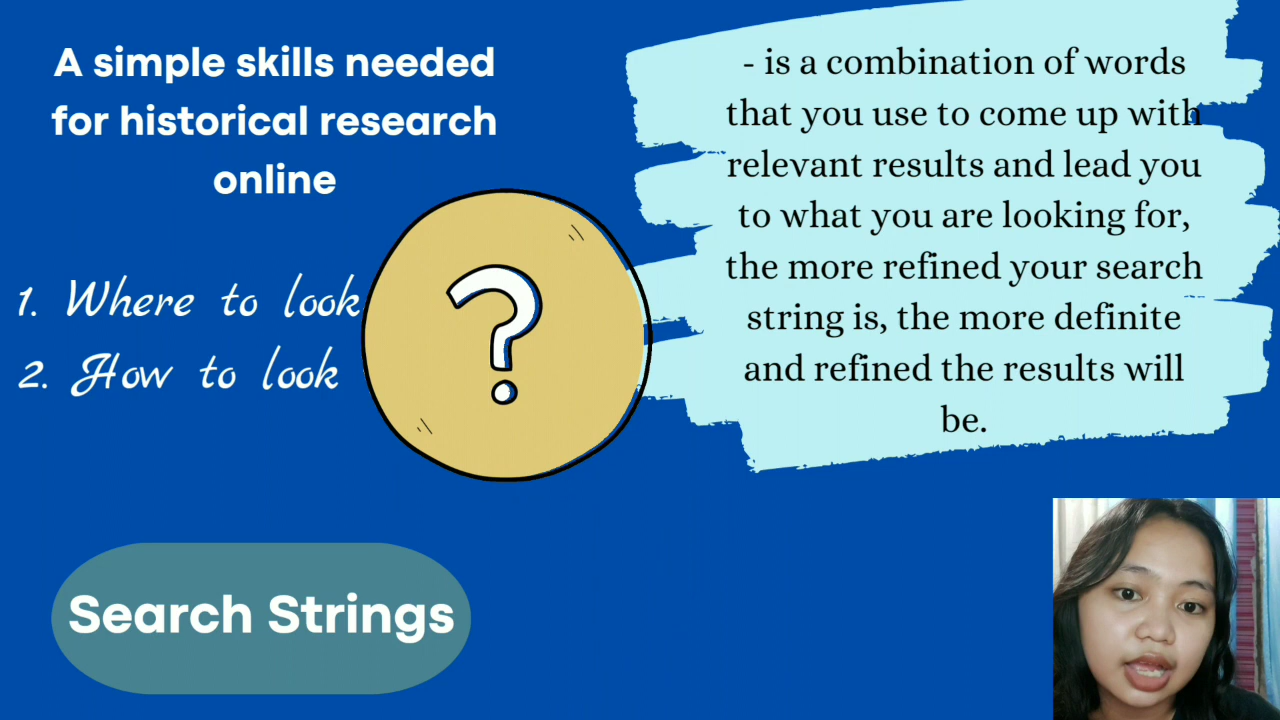 A simple skills needed
for historical research
online
1. Where to look
2. How to look
?
Search Strings
- is a combination of words
that you use to come up with
relevant results and lead you
to what you are looking for,
the more refined your search
string is, the more definite
and refined the results will
be.